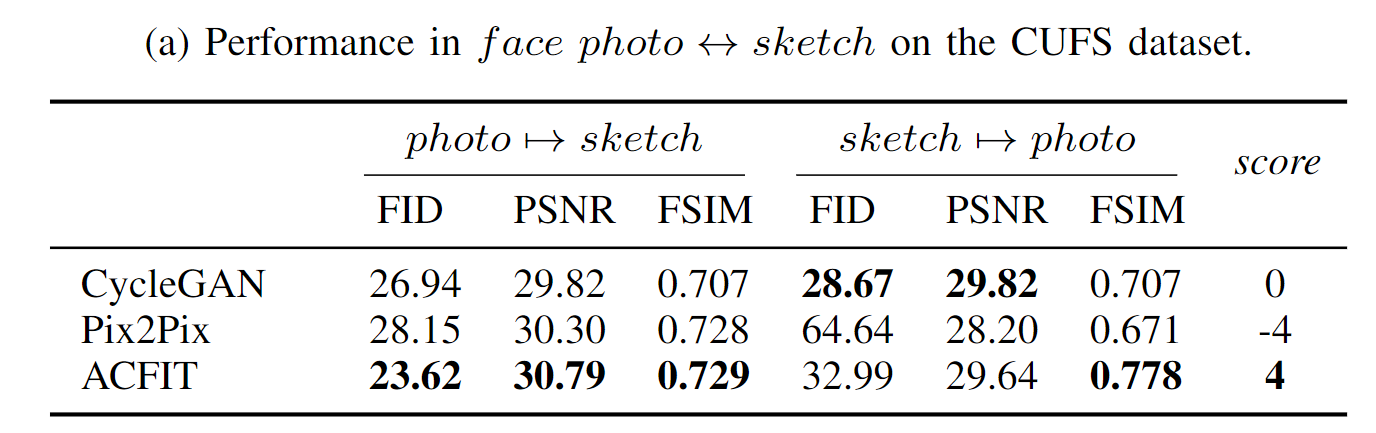 (a) Performance in face photo ↔ sketch on the CUFS dataset.
photo ↦ sketch sketch ↦ photo score
FID PSNR FSIM FID PSNR FSIM
CycleGAN 26.94 29.82 0.707 28.67 29.82 0.707 0
Pix2Pix 28.15 30.30 0.728 64.64 28.20 0.671 -4
ACFIT 23.62 30.79 0.729 32.99 29.64 0.778 4